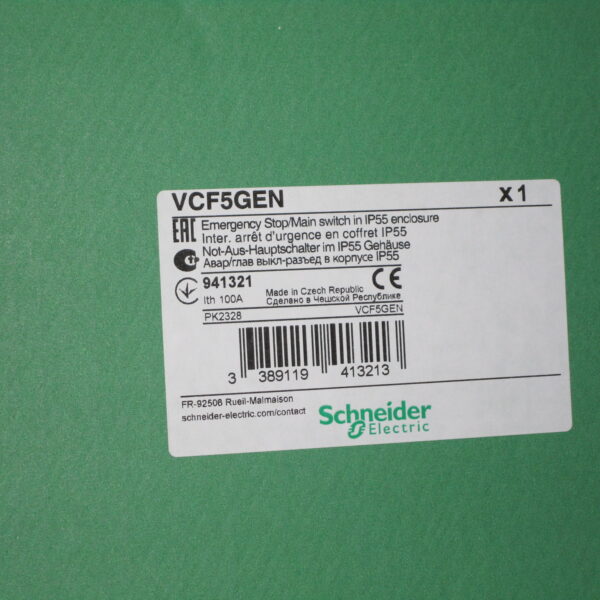 VCF5GEN x 1
EAC Emergency Stop/Main switch in IP55 enclosure
Inter. arrêt d'urgence en coffret IP55
Not-Aus-Hauptschalter im IP55 Gehäuse
Авар/глав выкл-разъед в корпусе IP55
941321
Ith 100A
Made in Czech Republic
Сделано в Чешской Республике
CE
PK2328 VCF5GEN
3 389119 413213
FR-92506 Rueil-Malmaison
schneider-electric.com/contact
Schneider
Electric